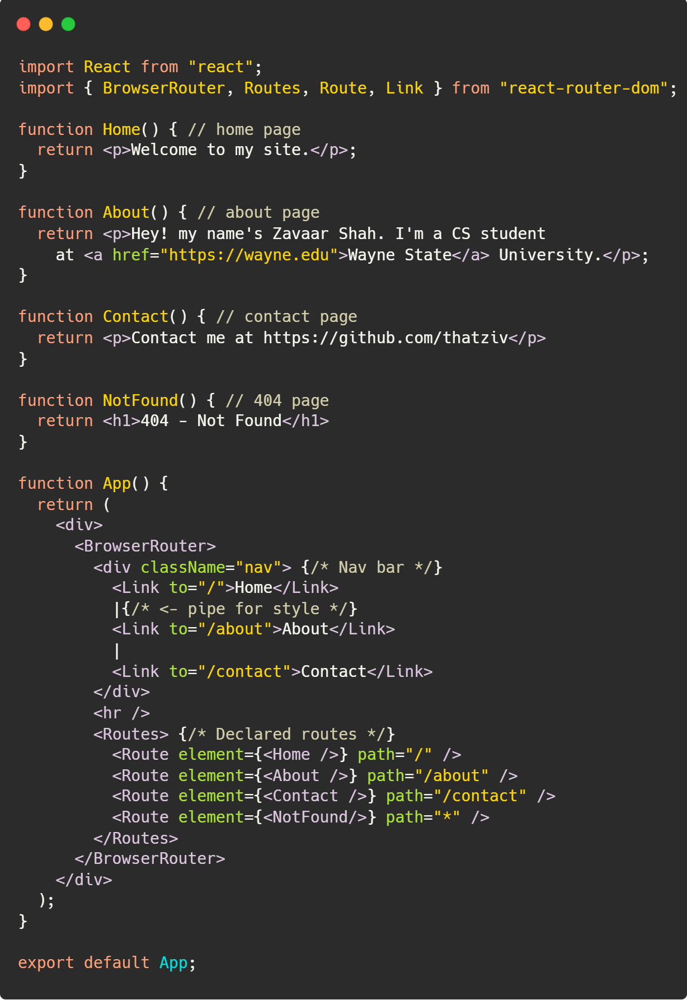 import React from "react";
import { BrowserRouter, Routes, Route, Link } from "react-router-dom";

function Home() { // home page
  return <p>Welcome to my site.</p>;
}

function About() { // about page
  return <p>Hey! my name's Zavaar Shah. I'm a CS student
    at <a href="https://wayne.edu">Wayne State</a> University.</p>;
}

function Contact() { // contact page
  return <p>Contact me at https://github.com/thatziv</p>
}

function NotFound() { // 404 page
  return <h1>404 - Not Found</h1>
}

function App() {
  return (
    <div>
      <BrowserRouter>
        <div className="nav"> {/* Nav bar */}
          <Link to="/">Home</Link>
          |{/* <- pipe for style */}
          <Link to="/about">About</Link>
          |
          <Link to="/contact">Contact</Link>
        </div>
        <hr />
        <Routes> {/* Declared routes */}
          <Route element={<Home />} path="/" />
          <Route element={<About />} path="/about" />
          <Route element={<Contact />} path="/contact" />
          <Route element={<NotFound/>} path="*" />
        </Routes>
      </BrowserRouter>
    </div>
  );
}

export default App;